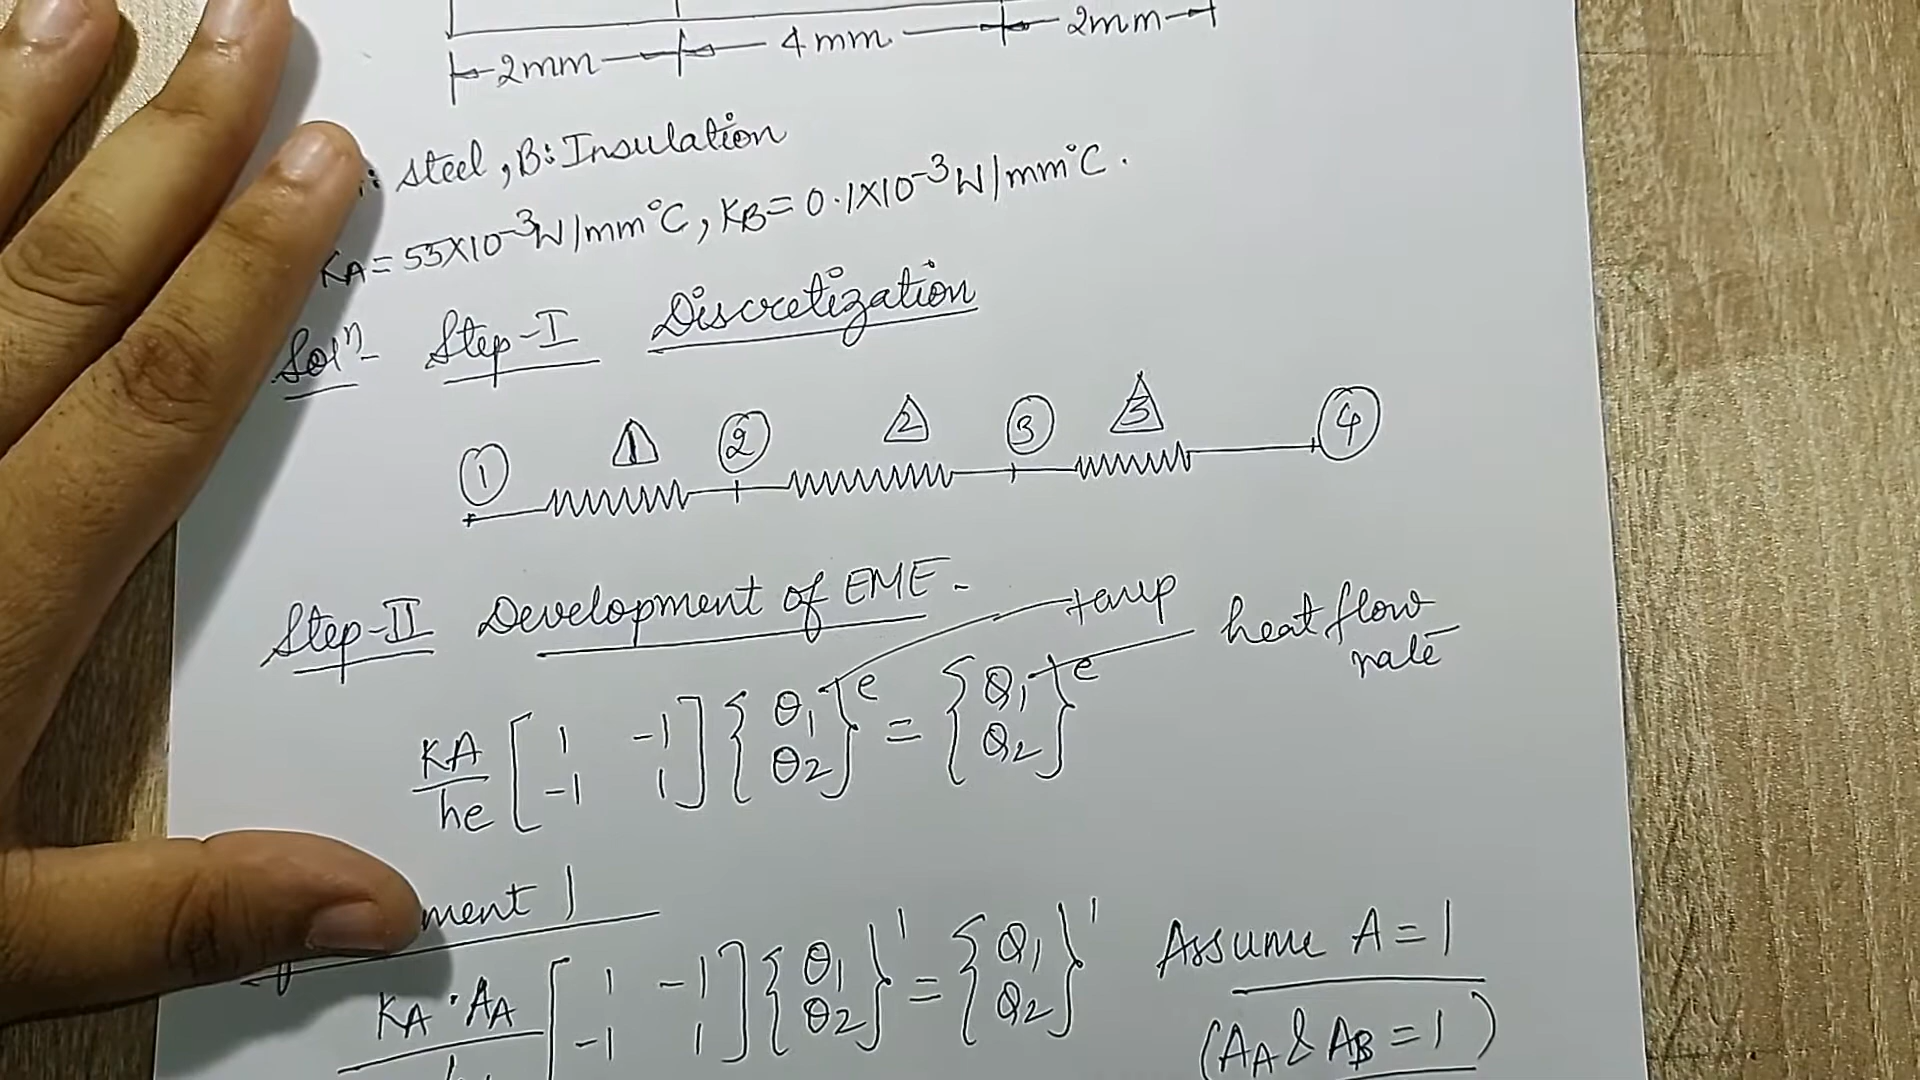 2mm 4mm 2mm
: steel, B: Insulation
KA = 55X10-3W/mm°C, KB = 0.1X10-3W/mm°C.
Solⁿ- Step-I Discretization
1 1 2 2 3 3 4
Step-II Development of EME -
temp
heat flow
rate
KA/he [1 -1; -1 1] {θ1; θ2}e = {Q1; Q2}e
ment 1
KA·AA [1 -1; -1 1] {θ1; θ2}1 = {Q1; Q2}1 Assume A = 1
(AA & AB = 1)